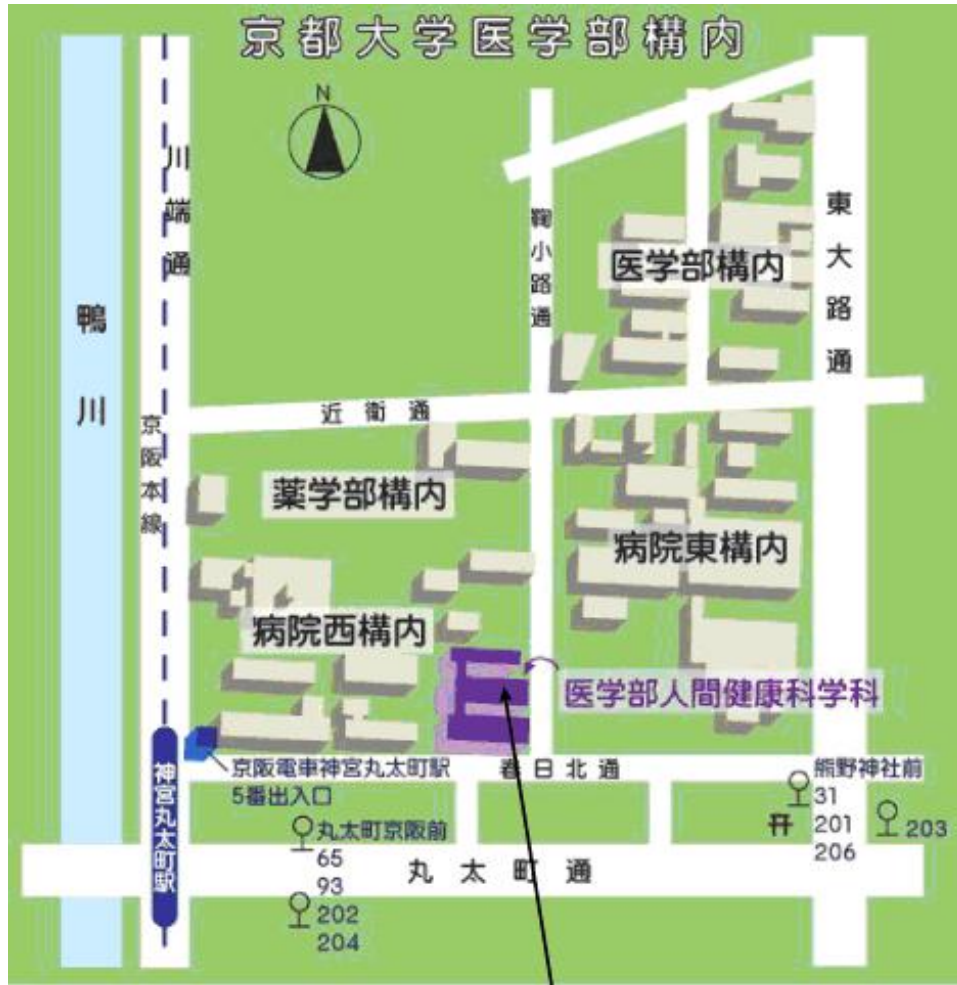 京都大学医学部構内
N
川端通
鞠小路通
東大路通
医学部構内
鴨川
近衛通
京阪本線
薬学部構内
病院東構内
病院西構内
医学部人間健康科学科
神宮丸太町駅
京阪電車神宮丸太町駅
5番出入口
春日北通
熊野神社前
31
201
206
203
丸太町京阪前
65
93
202
204
丸太町通